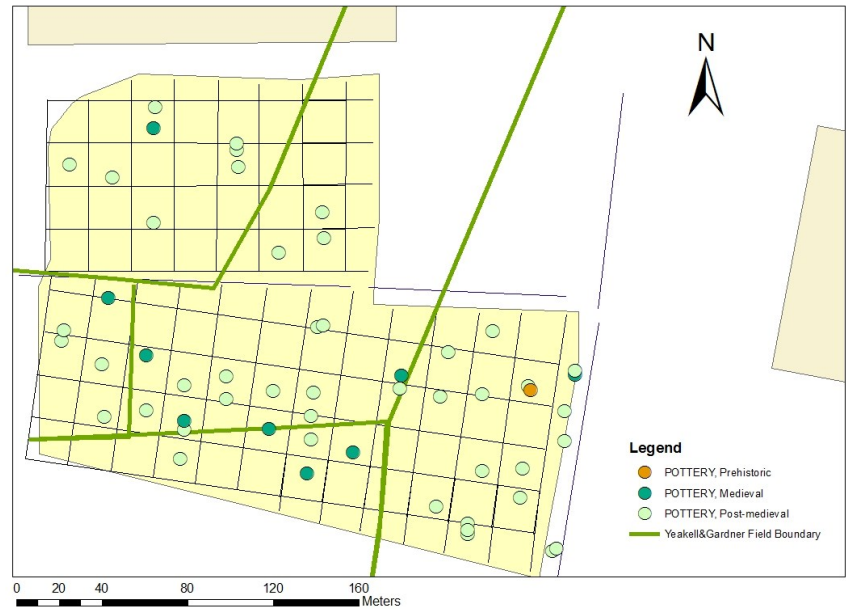 N
Legend
POTTERY, Prehistoric
POTTERY, Medieval
POTTERY, Post-medieval
Yeakell&Gardner Field Boundary
0 20 40 80 120 160
Meters